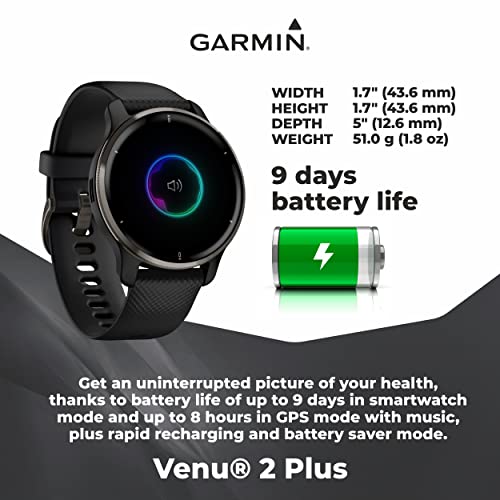 GARMIN®
WIDTH 1.7" (43.6 mm)
HEIGHT 1.7" (43.6 mm)
DEPTH 5" (12.6 mm)
WEIGHT 51.0 g (1.8 oz)
9 days
battery life
Get an uninterrupted picture of your health,
thanks to battery life of up to 9 days in smartwatch
mode and up to 8 hours in GPS mode with music,
plus rapid recharging and battery saver mode.
Venu® 2 Plus